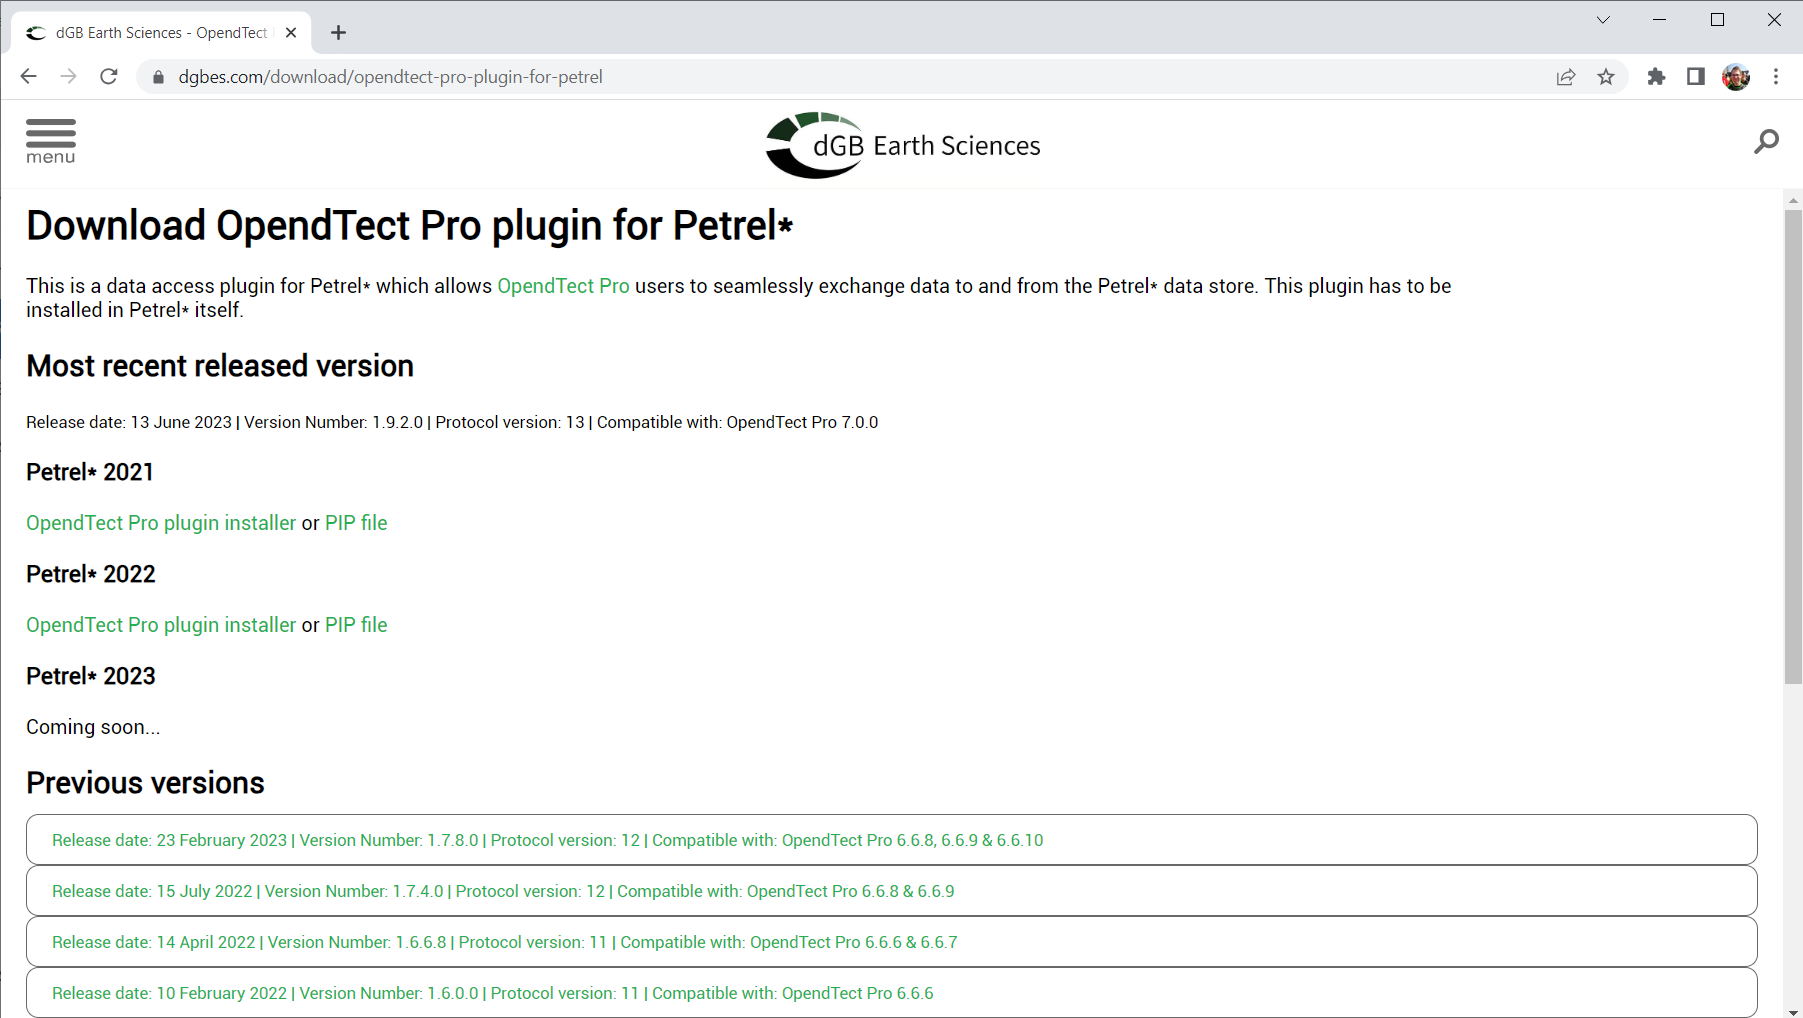 dGB Earth Sciences - OpendTect
dgbes.com/download/opendtect-pro-plugin-for-petrel
menu
dGB Earth Sciences
Download OpendTect Pro plugin for Petrel*
This is a data access plugin for Petrel* which allows OpendTect Pro users to seamlessly exchange data to and from the Petrel* data store. This plugin has to be
installed in Petrel* itself.
Most recent released version
Release date: 13 June 2023 | Version Number: 1.9.2.0 | Protocol version: 13 | Compatible with: OpendTect Pro 7.0.0
Petrel* 2021
OpendTect Pro plugin installer or PIP file
Petrel* 2022
OpendTect Pro plugin installer or PIP file
Petrel* 2023
Coming soon...
Previous versions
Release date: 23 February 2023 | Version Number: 1.7.8.0 | Protocol version: 12 | Compatible with: OpendTect Pro 6.6.8, 6.6.9 & 6.6.10
Release date: 15 July 2022 | Version Number: 1.7.4.0 | Protocol version: 12 | Compatible with: OpendTect Pro 6.6.8 & 6.6.9
Release date: 14 April 2022 | Version Number: 1.6.6.8 | Protocol version: 11 | Compatible with: OpendTect Pro 6.6.6 & 6.6.7
Release date: 10 February 2022 | Version Number: 1.6.0.0 | Protocol version: 11 | Compatible with: OpendTect Pro 6.6.6